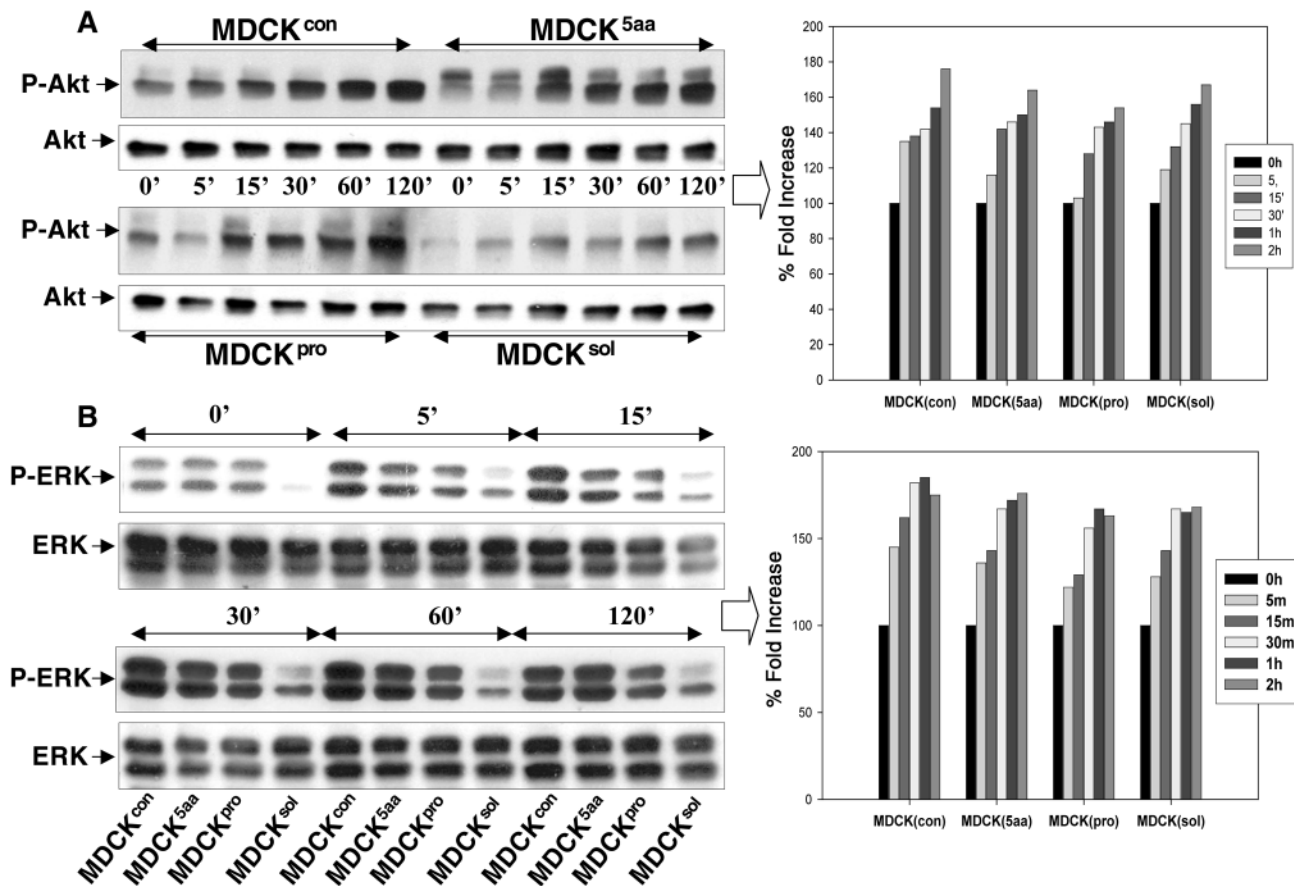 A
MDCK^con MDCK^5aa
P-Akt
Akt
0' 5' 15' 30' 60' 120' 0' 5' 15' 30' 60' 120'
P-Akt
Akt
MDCK^pro MDCK^sol
% Fold Increase
200
180
160
140
120
100
80
60
40
20
0
MDCK(con) MDCK(5aa) MDCK(pro) MDCK(sol)
0h
5,
15'
30'
1h
2h
B
0' 5' 15'
P-ERK
ERK
30' 60' 120'
P-ERK
ERK
MDCK^con MDCK^5aa MDCK^pro MDCK^sol MDCK^con MDCK^5aa MDCK^pro MDCK^sol MDCK^con MDCK^5aa MDCK^pro MDCK^sol
% Fold Increase
200
150
100
50
0
MDCK(con) MDCK(5aa) MDCK(pro) MDCK(sol)
0h
5m
15m
30m
1h
2h